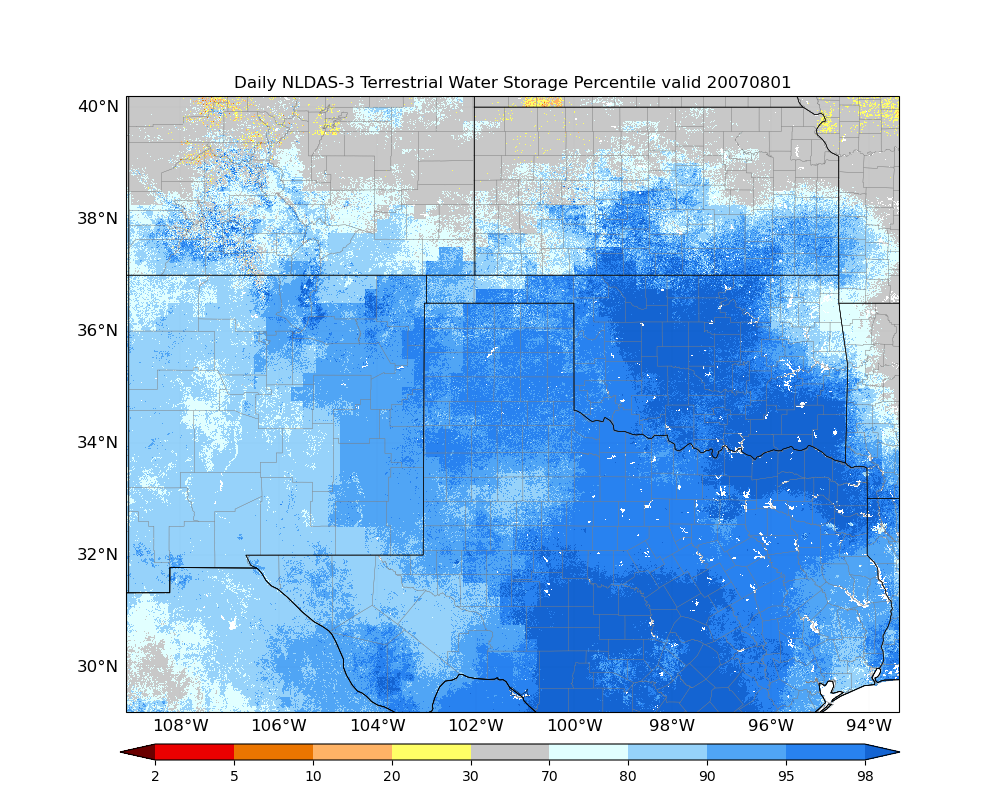 Daily NLDAS-3 Terrestrial Water Storage Percentile valid 20070801
40°N
38°N
36°N
34°N
32°N
30°N
108°W 106°W 104°W 102°W 100°W 98°W 96°W 94°W
2 5 10 20 30 70 80 90 95 98